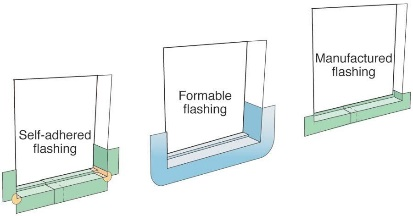 Self-adhered
flashing
Formable
flashing
Manufactured
flashing